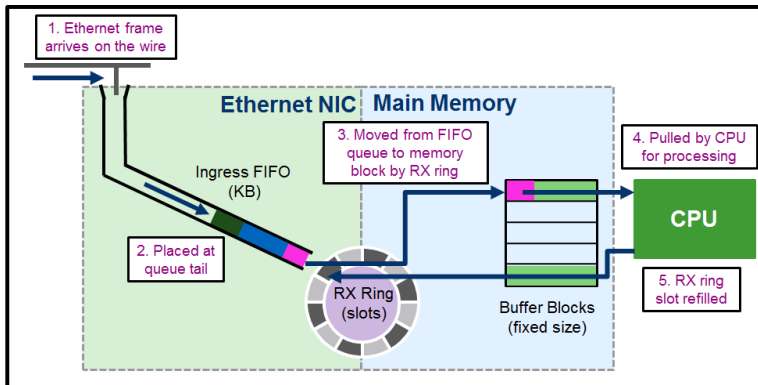 1. Ethernet frame
arrives on the wire
Ethernet NIC
Main Memory
3. Moved from FIFO
queue to memory
block by RX ring
4. Pulled by CPU
for processing
Ingress FIFO
(KB)
2. Placed at
queue tail
CPU
RX Ring
(slots)
Buffer Blocks
(fixed size)
5. RX ring
slot refilled